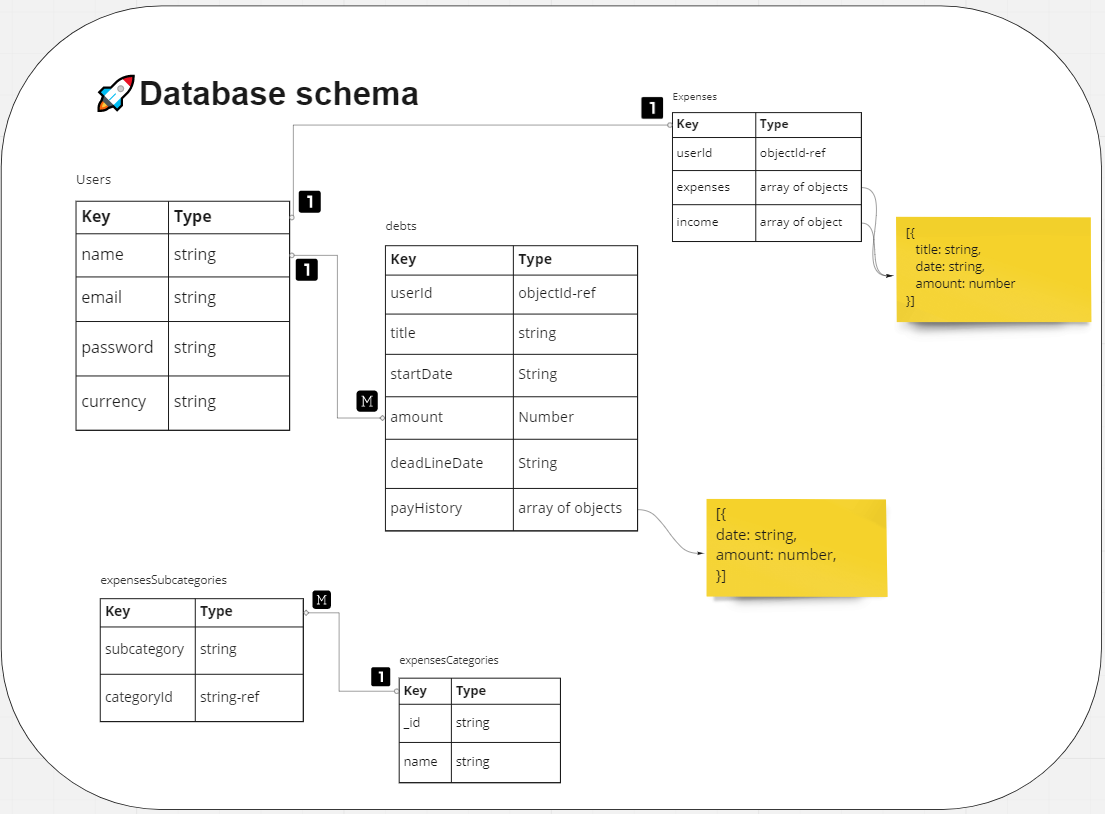 🚀Database schema
Users
Key Type
name string
email string
password string
currency string
1
1
debts
Key Type
userId objectId-ref
title string
startDate String
amount Number
deadLineDate String
payHistory array of objects
M
1
Expenses
Key Type
userId objectId-ref
expenses array of objects
income array of object
[{
title: string,
date: string,
amount: number
}]
[{
date: string,
amount: number,
}]
expensesSubcategories
Key Type
subcategory string
categoryId string-ref
M
1
expensesCategories
Key Type
_id string
name string